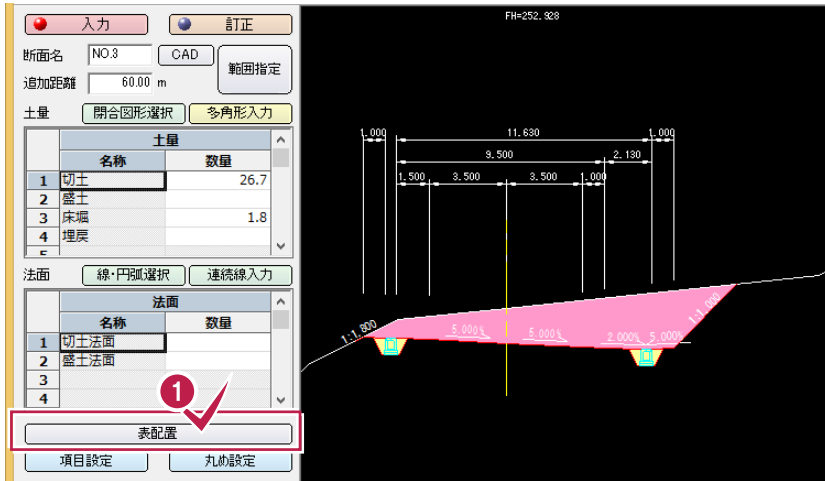 入力 訂正
断面名 NO.3 CAD 範囲指定
追加距離 60.00 m
土量 閉合図形選択 多角形入力
土量
名称 数量
1 切土 26.7
2 盛土
3 床堀 1.8
4 埋戻
法面 線・円弧選択 連続線入力
法面
名称 数量
1 切土法面
2 盛土法面
3
4
1
表配置
項目設定 丸め設定
FH=252.928
1.000 11.630 1.000
9.500 2.130
1.500 3.500 3.500 1.000
1:1.800 5.000% 5.000% 2.000% 5.000% 1:1.000